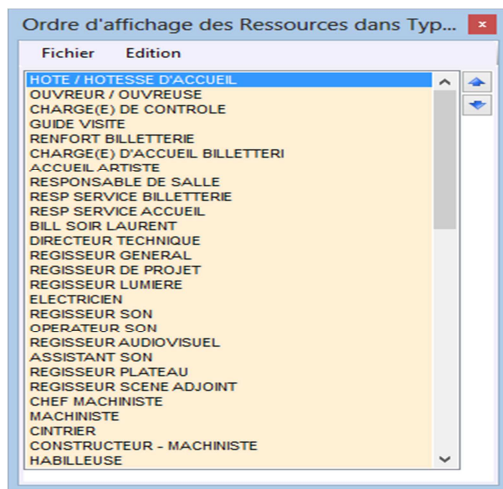 Ordre d'affichage des Ressources dans Typ...
Fichier Edition
HOTE / HOTESSE D'ACCUEIL
OUVREUR / OUVREUSE
CHARGE(E) DE CONTROLE
GUIDE VISITE
RENFORT BILLETTERIE
CHARGE(E) D'ACCUEIL BILLETTERI
ACCUEIL ARTISTE
RESPONSABLE DE SALLE
RESP SERVICE BILLETTERIE
RESP SERVICE ACCUEIL
BILL SOIR LAURENT
DIRECTEUR TECHNIQUE
REGISSEUR GENERAL
REGISSEUR DE PROJET
REGISSEUR LUMIERE
ELECTRICIEN
REGISSEUR SON
OPERATEUR SON
REGISSEUR AUDIOVISUEL
ASSISTANT SON
REGISSEUR PLATEAU
REGISSEUR SCENE ADJOINT
CHEF MACHINISTE
MACHINISTE
CINTRIER
CONSTRUCTEUR - MACHINISTE
HABILLEUSE